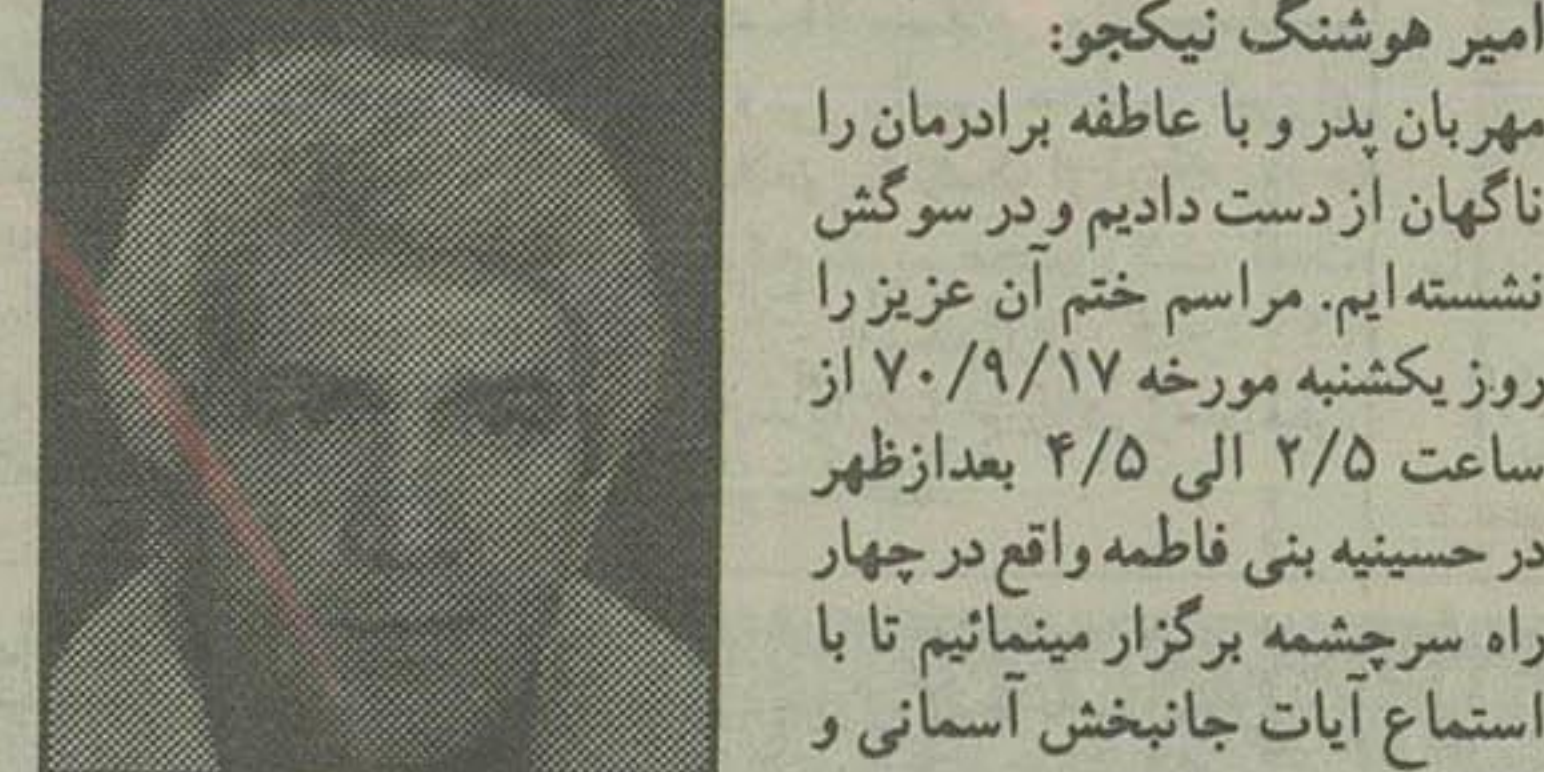 امیر هوشنگ نیکجو:
مهربان پدر و با عاطفه برادرمان را
ناگهان از دست دادیم و در سوگش
نشسته‌ایم. مراسم ختم آن عزیز را
روز یکشنبه مورخه ۷۰/۹/۱۷ از
ساعت ۲/۵ الی ۴/۵ بعدازظهر
در حسینیه بنی فاطمه واقع در چهار
راه سرچشمه برگزار مینمائیم تا با
استماع آیات جانبخش آسمانی و